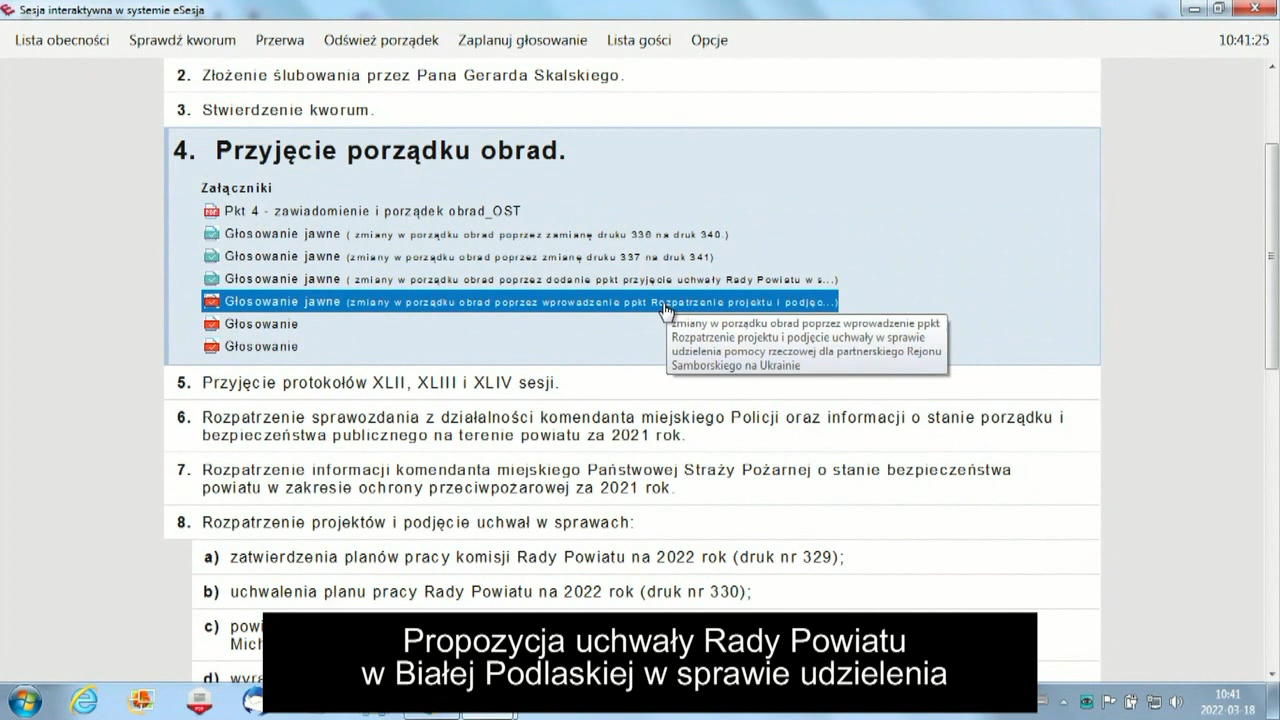 Sesja interaktywna w systemie eSesja
Lista obecności Sprawdź kworum Przerwa Odśwież porządek Zaplanuj głosowanie Lista gości Opcje 10:41:25
2. Złożenie ślubowania przez Pana Gerarda Skalskiego.
3. Stwierdzenie kworum.
4. Przyjęcie porządku obrad.
Załączniki
Pkt 4 - zawiadomienie i porządek obrad_OST
Głosowanie jawne ( zmiany w porządku obrad poprzez zamianę druku 336 na druk 340.)
Głosowanie jawne (zmiany w porządku obrad poprzez zmianę druku 337 na druk 341)
Głosowanie jawne ( zmiany w porządku obrad poprzez dodanie ppkt przyjęcie uchwały Rady Powiatu w s...)
Głosowanie jawne (zmiany w porządku obrad poprzez wprowadzenie ppkt Rozpatrzenie projektu i podjęc...)
Głosowanie
Głosowanie
zmiany w porządku obrad poprzez wprowadzenie ppkt
Rozpatrzenie projektu i podjęcie uchwały w sprawie
udzielenia pomocy rzeczowej dla partnerskiego Rejonu
Samborskiego na Ukrainie
5. Przyjęcie protokołów XLII, XLIII i XLIV sesji.
6. Rozpatrzenie sprawozdania z działalności komendanta miejskiego Policji oraz informacji o stanie porządku i
bezpieczeństwa publicznego na terenie powiatu za 2021 rok.
7. Rozpatrzenie informacji komendanta miejskiego Państwowej Straży Pożarnej o stanie bezpieczeństwa
powiatu w zakresie ochrony przeciwpożarowej za 2021 rok.
8. Rozpatrzenie projektów i podjęcie uchwał w sprawach:
a) zatwierdzenia planów pracy komisji Rady Powiatu na 2022 rok (druk nr 329);
b) uchwalenia planu pracy Rady Powiatu na 2022 rok (druk nr 330);
c) powi
Mich
d) wyra
Propozycja uchwały Rady Powiatu
w Białej Podlaskiej w sprawie udzielenia
10:41
2022-03-18